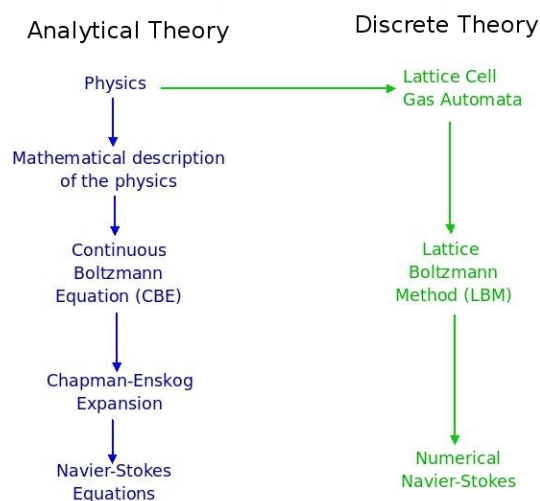 Analytical Theory
Discrete Theory
Physics
Lattice Cell
Gas Automata
Mathematical description
of the physics
Continuous
Boltzmann
Equation (CBE)
Lattice
Boltzmann
Method (LBM)
Chapman-Enskog
Expansion
Navier-Stokes
Equations
Numerical
Navier-Stokes